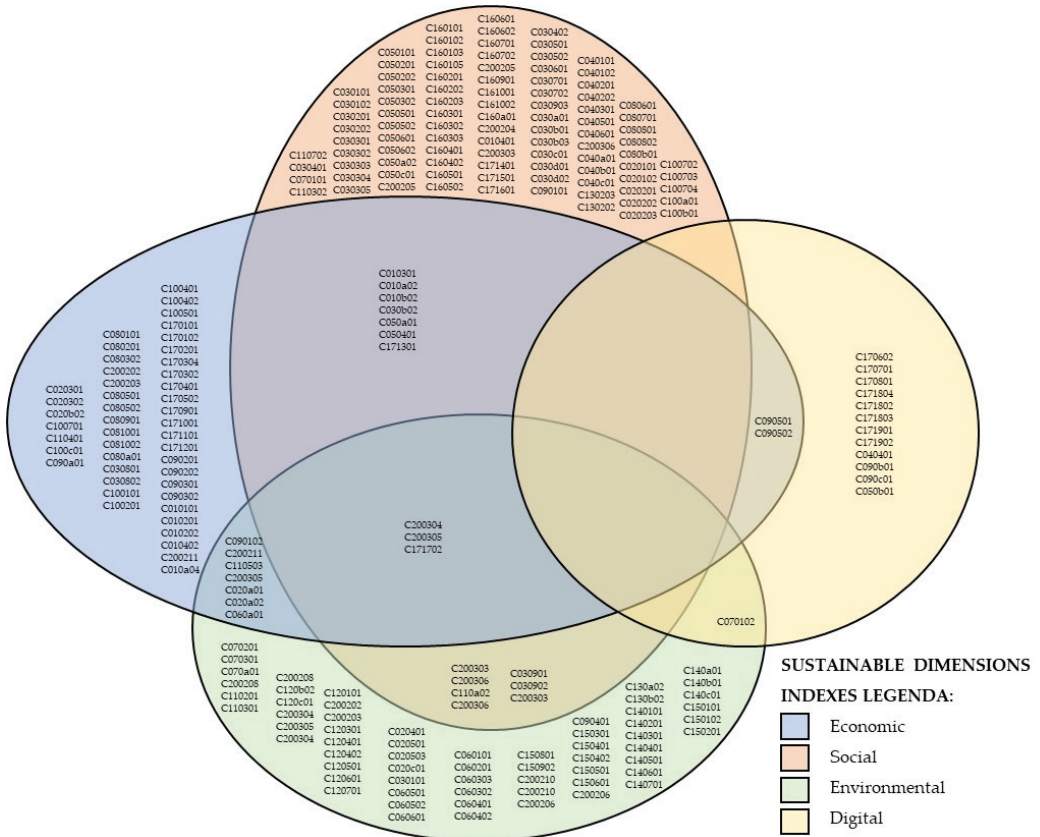 C110702
C030401
C070101
C110302
C030101
C030102
C030201
C030202
C030301
C030302
C030303
C030304
C030305
C050101
C050201
C050202
C050301
C050302
C050501
C050502
C050601
C050602
C050a02
C050c01
C200205
C160101
C160102
C160103
C160105
C160201
C160202
C160203
C160301
C160302
C160303
C160401
C160402
C160501
C160502
C160601
C160602
C160701
C160702
C200205
C160901
C161001
C161002
C160a01
C200204
C010401
C200303
C171401
C171501
C171601
C030402
C030501
C030502
C030601
C030701
C030702
C030903
C030a01
C030b01
C030b03
C030c01
C030d01
C030d02
C090101
C040101
C040102
C040201
C040202
C040301
C040501
C040601
C200306
C040a01
C040b01
C040c01
C130203
C130202
C080601
C080701
C080801
C080802
C080b01
C020101
C020102
C020201
C020202
C020203
C100702
C100703
C100704
C100a01
C100b01
C010301
C010a02
C010b02
C030b02
C050a01
C050401
C171301
C020301
C020302
C020b02
C100701
C110401
C100c01
C090a01
C080101
C080201
C080302
C200202
C200203
C080501
C080502
C080901
C081001
C081002
C080a01
C030801
C030802
C100101
C100201
C100401
C100402
C100501
C170101
C170102
C170201
C170304
C170302
C170401
C170502
C170901
C171001
C171101
C171201
C090201
C090202
C090301
C090302
C010101
C010201
C010202
C010402
C200211
C010a04
C090102
C200211
C110503
C200305
C020a01
C020a02
C060a01
C200304
C200305
C171702
C090501
C090502
C170602
C170701
C170801
C171804
C171802
C171803
C171901
C171902
C040401
C090b01
C090c01
C050b01
C070102
C070201
C070301
C070a01
C200208
C110201
C110301
C200208
C120b02
C120c01
C200304
C200305
C200304
C120101
C200202
C200203
C120301
C120401
C120402
C120501
C120601
C120701
C020401
C020501
C020503
C020c01
C030101
C060501
C060502
C060601
C200303
C200306
C110a02
C200306
C030901
C030902
C200303
C060101
C060201
C060303
C060302
C060401
C060402
C150801
C150902
C200210
C200210
C200206
C090401
C150301
C150401
C150402
C150501
C150601
C200206
C130a02
C130b02
C140101
C140201
C140301
C140401
C140501
C140601
C140701
C140a01
C140b01
C140c01
C150101
C150102
C150201
SUSTAINABLE DIMENSIONS
INDEXES LEGENDA:
Economic
Social
Environmental
Digital